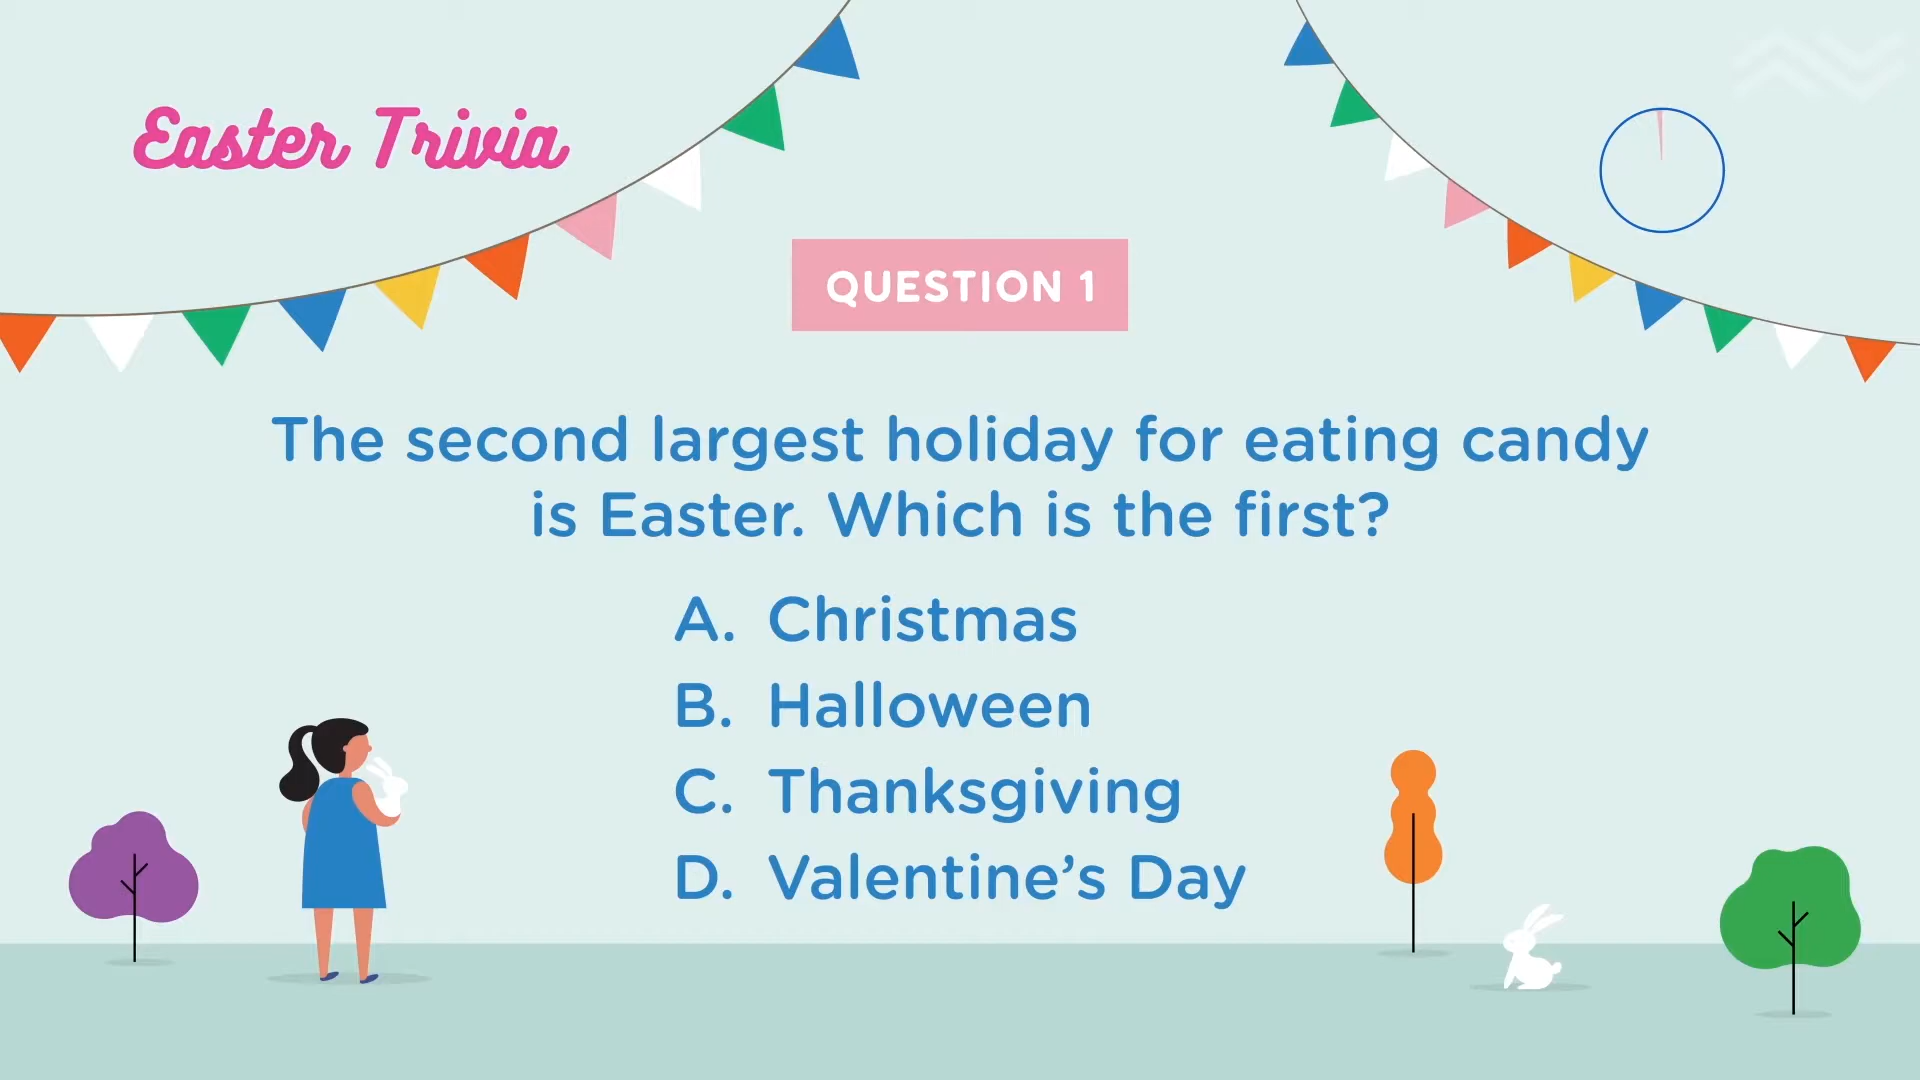 Easter Trivia
QUESTION 1
The second largest holiday for eating candy
is Easter. Which is the first?
A. Christmas
B. Halloween
C. Thanksgiving
D. Valentine’s Day